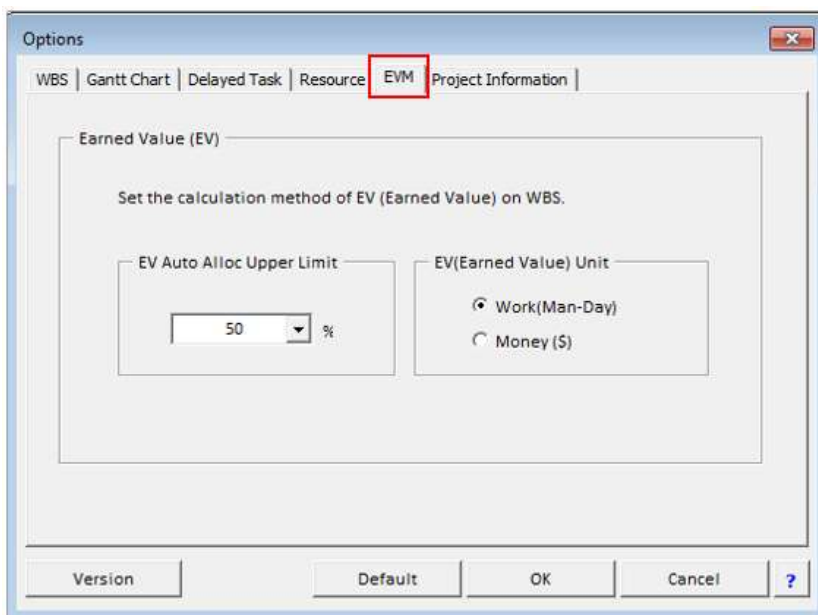 Options
WBS | Gantt Chart | Delayed Task | Resource EVM Project Information |
Earned Value (EV)
Set the calculation method of EV (Earned Value) on WBS.
EV Auto Alloc Upper Limit
50 %
EV(Earned Value) Unit
Work(Man-Day)
Money ($)
Version Default OK Cancel ?